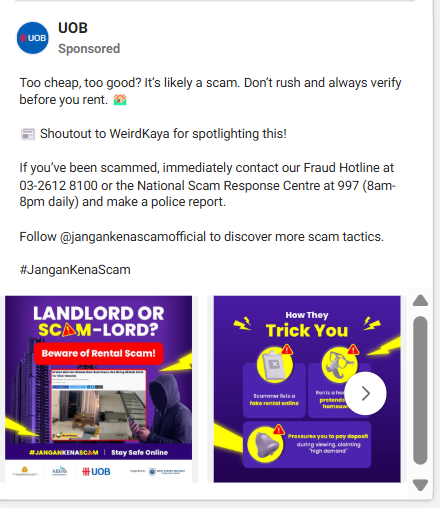 UOB
UOB
Sponsored
Too cheap, too good? It's likely a scam. Don't rush and always verify
before you rent.
Shoutout to WeirdKaya for spotlighting this!
If you've been scammed, immediately contact our Fraud Hotline at
03-2612 8100 or the National Scam Response Centre at 997 (8am-
8pm daily) and make a police report.
Follow @jangankenascamofficial to discover more scam tactics.
#JanganKenaScam
LANDLORD OR
SCAM-LORD?
Beware of Rental Scam!
#JANGANKENASCAM | Stay Safe Online
UOB
How They
Trick You
Scammer lists a
fake rental online
Rents a
pretend
homeow
Pressures you to pay deposit
during viewing, claiming
"high demand"